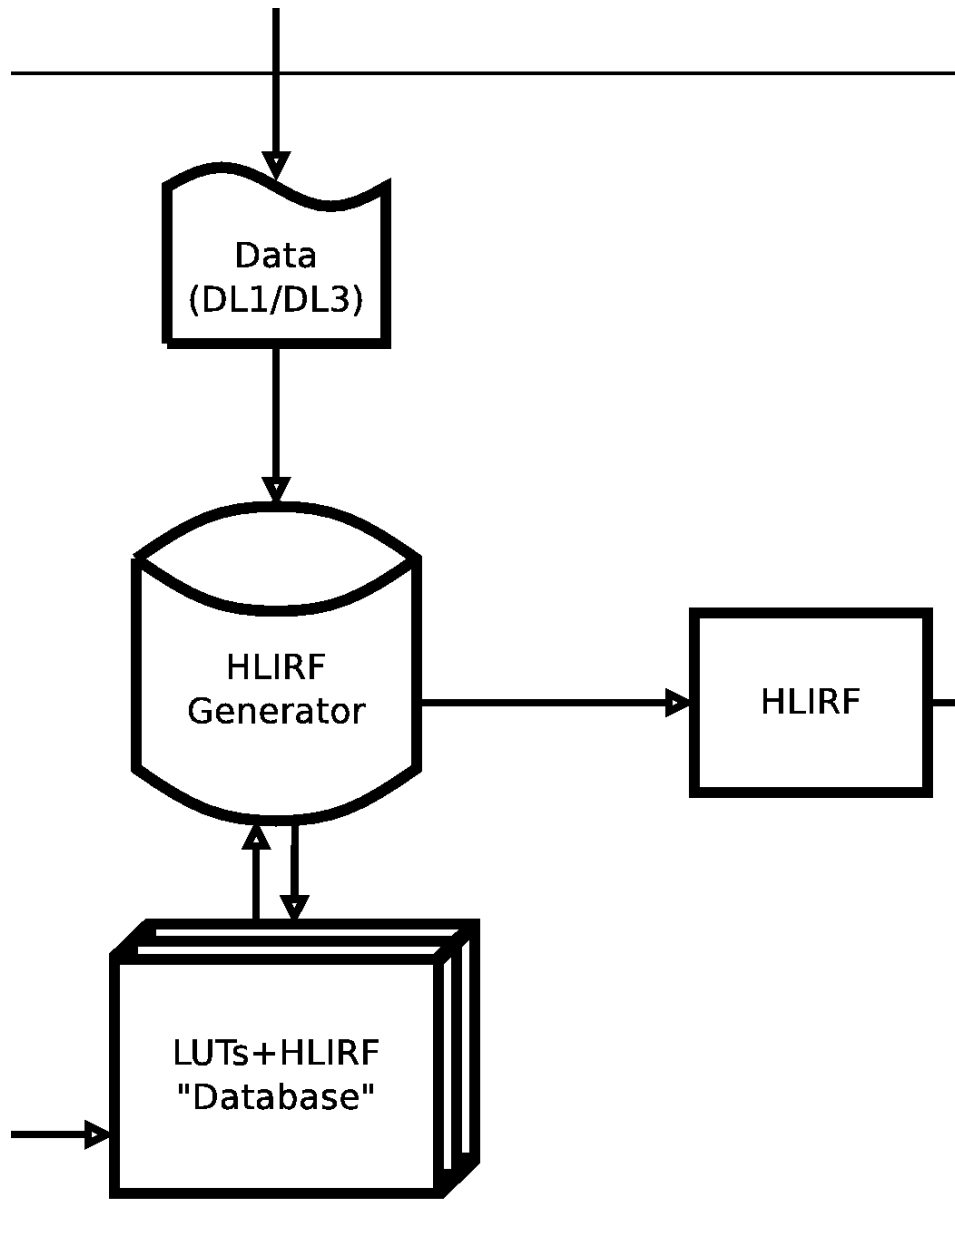 Data
(DL1/DL3)
HLIRF
Generator
HLIRF
LUTs+HLIRF
"Database"